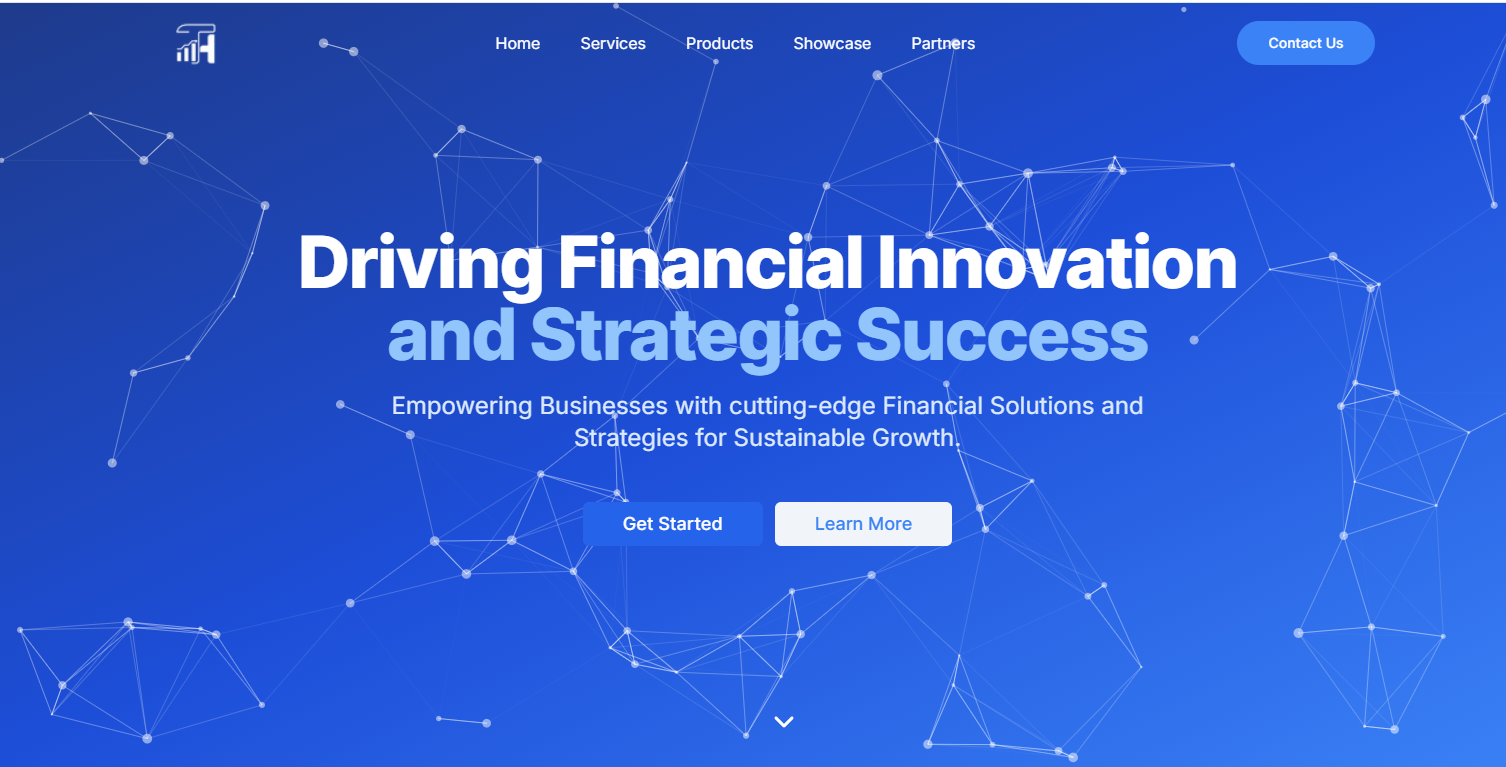 Home Services Products Showcase Partners Contact Us
Driving Financial Innovation
and Strategic Success
Empowering Businesses with cutting-edge Financial Solutions and
Strategies for Sustainable Growth.
Get Started Learn More